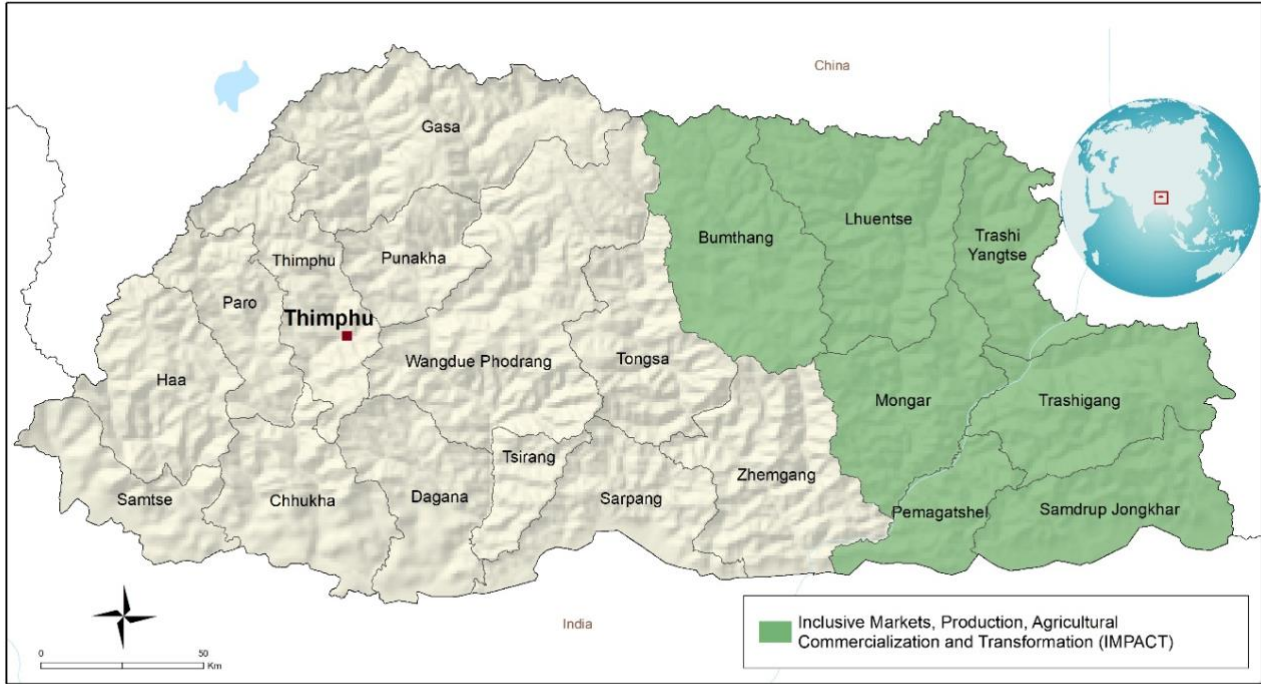 China
Gasa
Bumthang
Lhuentse
Trashi
Yangtse
Thimphu
Punakha
Paro
Thimphu
Haa
Wangdue Phodrang
Tongsa
Mongar
Trashigang
Tsirang
Zhemgang
Samtse
Chhukha
Dagana
Sarpang
Pemagatshel
Samdrup Jongkhar
India
0 50
Km
Inclusive Markets, Production, Agricultural
Commercialization and Transformation (IMPACT)